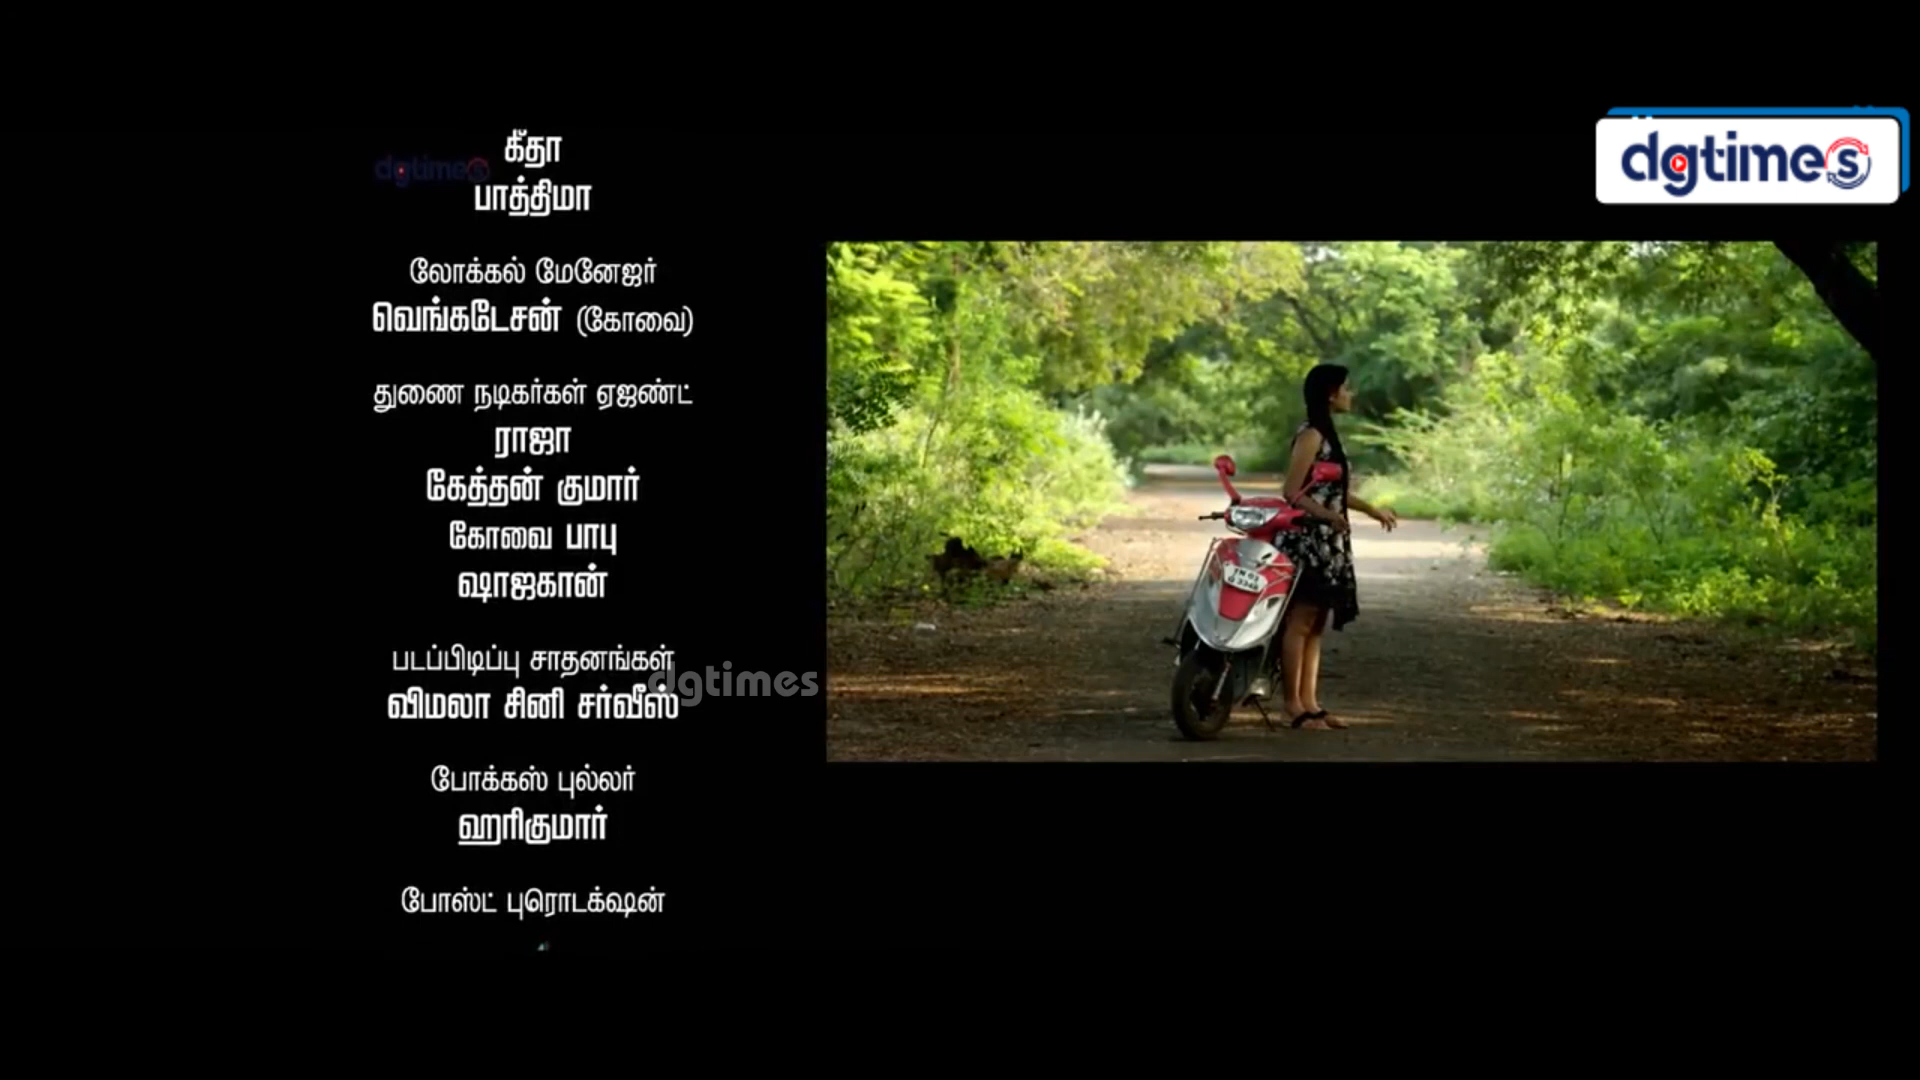 dgtimes
கீதா
dgtimes
பாத்திமா
லோக்கல் மேனேஜர்
வெங்கடேசன் (கோவை)
துணை நடிகர்கள் ஏஜண்ட்
ராஜா
கேத்தன் குமார்
கோவை பாபு
ஷாஜகான்
படப்பிடிப்பு சாதனங்கள்
dgtimes
விமலா சினி சர்வீஸ்
போக்கஸ் புல்லர்
ஹரிகுமார்
போஸ்ட் புரொடக்ஷன்